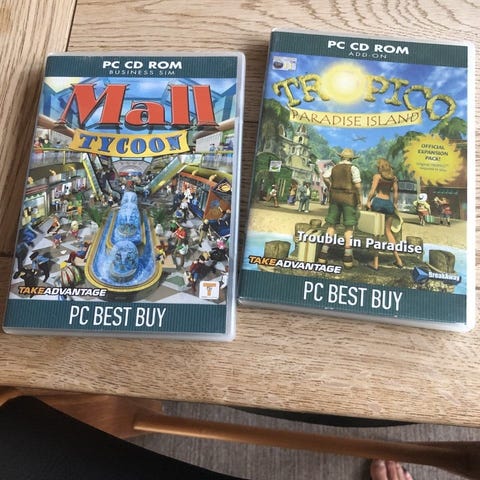 PC CD ROM
BUSINESS SIM
Mall
TYCOON
TAKEADVANTAGE
T
PC BEST BUY
PC CD ROM
ADD-ON
TROPICO
PARADISE ISLAND
OFFICIAL
EXPANSION
PACK!
Trouble in Paradise
TAKEADVANTAGE
BreakAway
PC BEST BUY